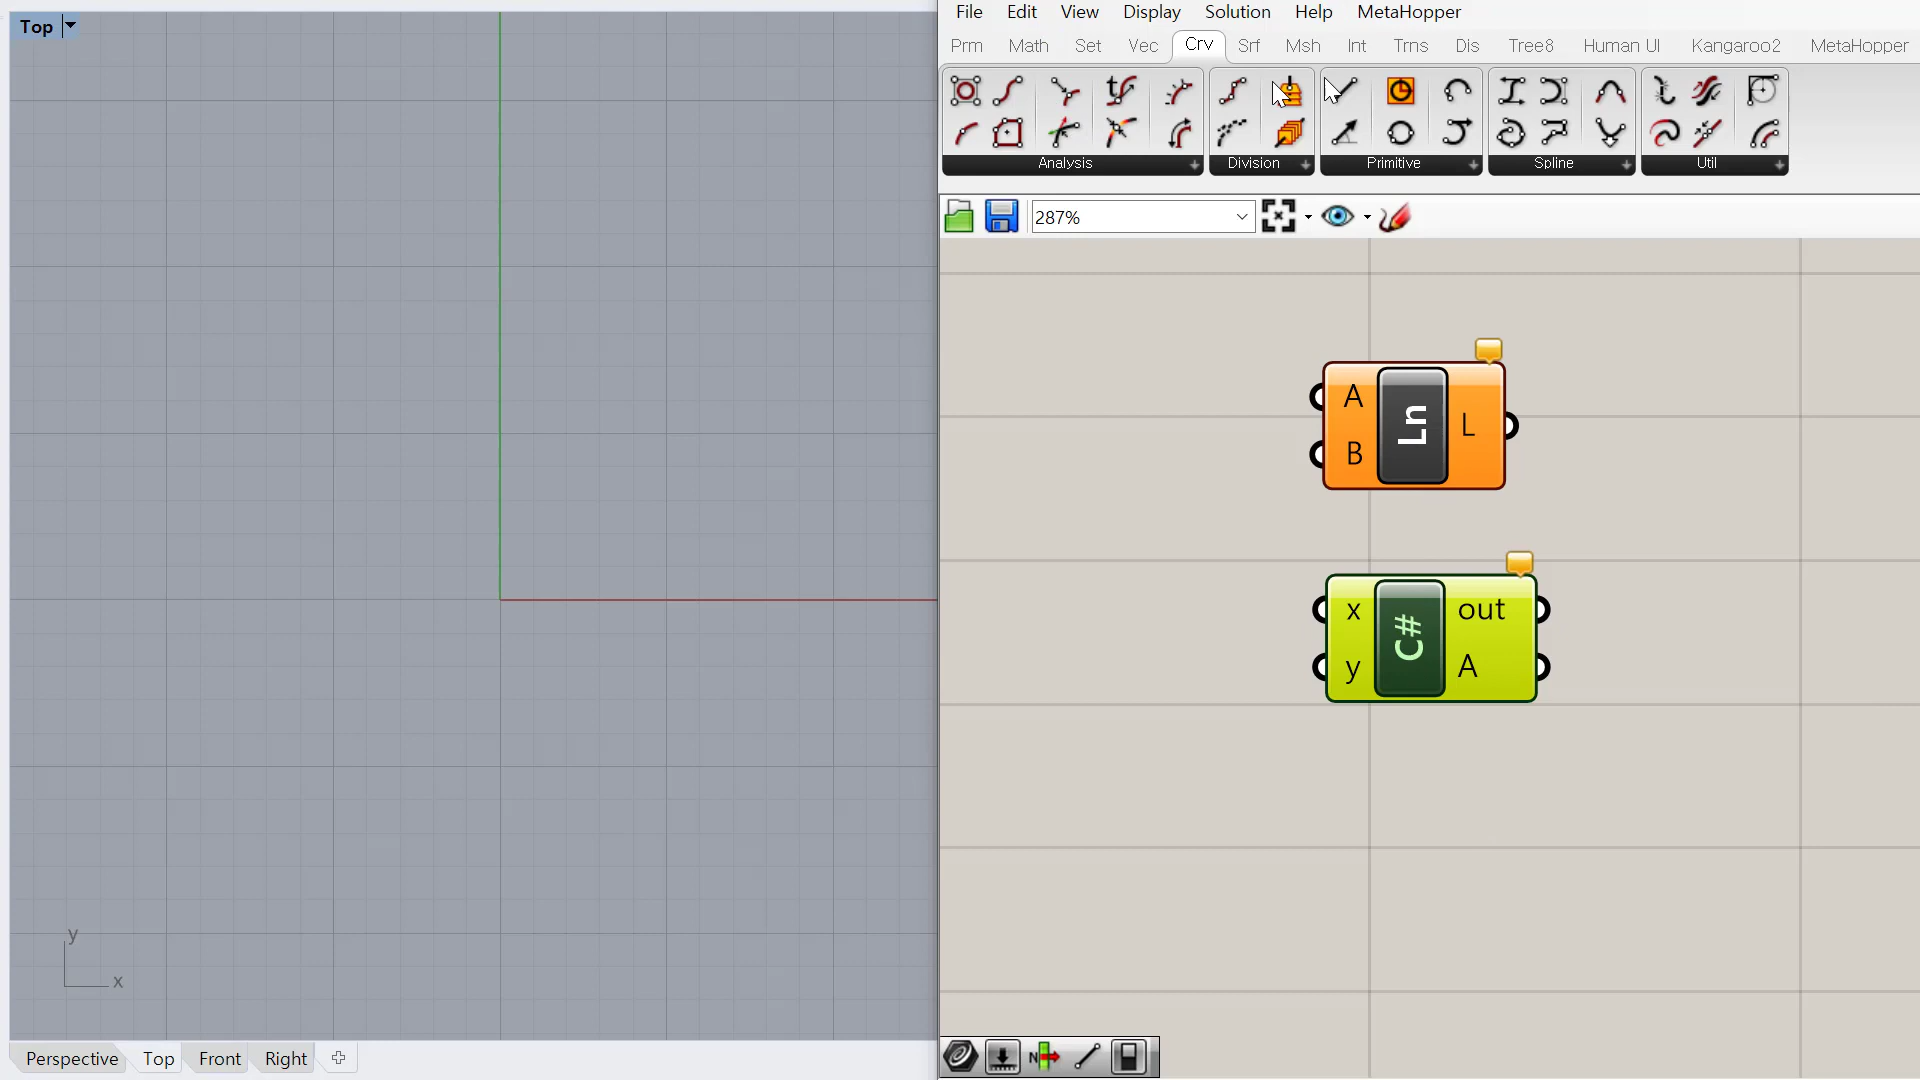 Top
File Edit View Display Solution Help MetaHopper
Prm Math Set Vec Crv Srf Msh Int Trns Dis Tree8 Human UI Kangaroo2 MetaHopper
Analysis Division Primitive Spline Util
287%
A
B
Ln
L
x
y
C#
out
A
y
x
Perspective Top Front Right
N